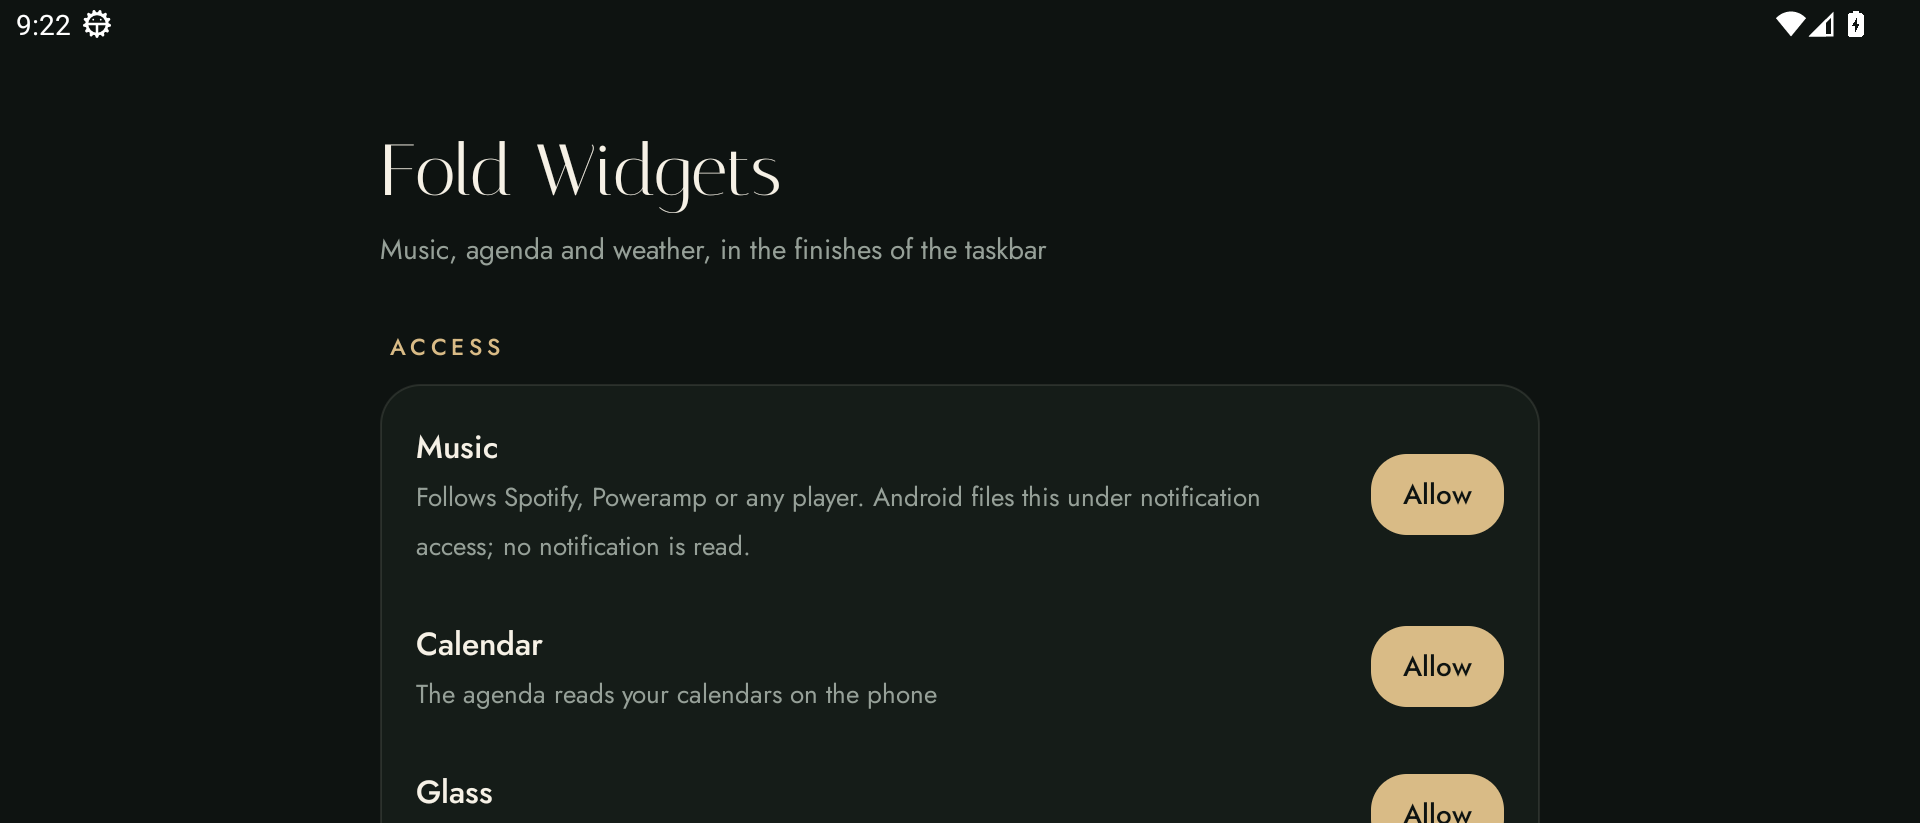 9:22
Fold Widgets
Music, agenda and weather, in the finishes of the taskbar
ACCESS
Music
Follows Spotify, Poweramp or any player. Android files this under notification
access; no notification is read.
Allow
Calendar
The agenda reads your calendars on the phone
Allow
Glass
Allow